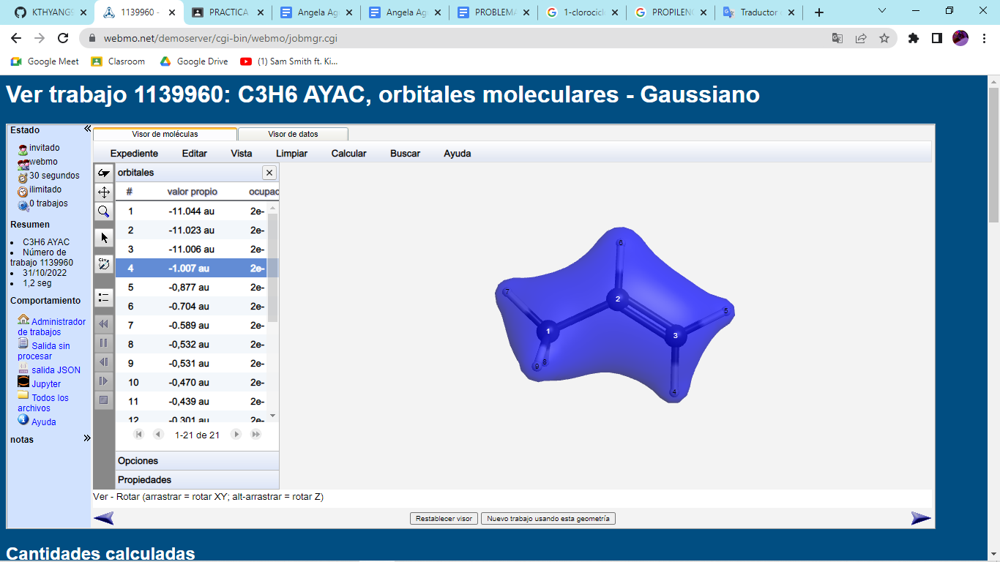 KTHYANG
1139960 -
PRACTICA
Angela Ag
Angela Ag
PROBLEMA
1-clorocicl
PROPILENO
Traductor
webmo.net/demoserver/cgi-bin/webmo/jobmgr.cgi
Google Meet Clasroom Google Drive (1) Sam Smith ft. Ki...
Ver trabajo 1139960: C3H6 AYAC, orbitales moleculares - Gaussiano
Estado
invitado
webmo
30 segundos
ilimitado
0 trabajos
Resumen
C3H6 AYAC
Número de
trabajo 1139960
31/10/2022
1,2 seg
Comportamiento
Administrador
de trabajos
Salida sin
procesar
salida JSON
Jupyter
Todos los
archivos
Ayuda
notas
Visor de moléculas Visor de datos
Expediente Editar Vista Limpiar Calcular Buscar Ayuda
orbitales
# valor propio ocupac
1 -11.044 au 2e-
2 -11.023 au 2e-
3 -11.006 au 2e-
4 -1.007 au 2e-
5 -0,877 au 2e-
6 -0.704 au 2e-
7 -0.589 au 2e-
8 -0,532 au 2e-
9 -0,531 au 2e-
10 -0,470 au 2e-
11 -0,439 au 2e-
12 -0.301 au 2e-
1-21 de 21
Opciones
Propiedades
6
7
2
5
1
3
9 8
4
Ver - Rotar (arrastrar = rotar XY; alt-arrastrar = rotar Z)
Restablecer visor Nuevo trabajo usando esta geometría
Cantidades calculadas